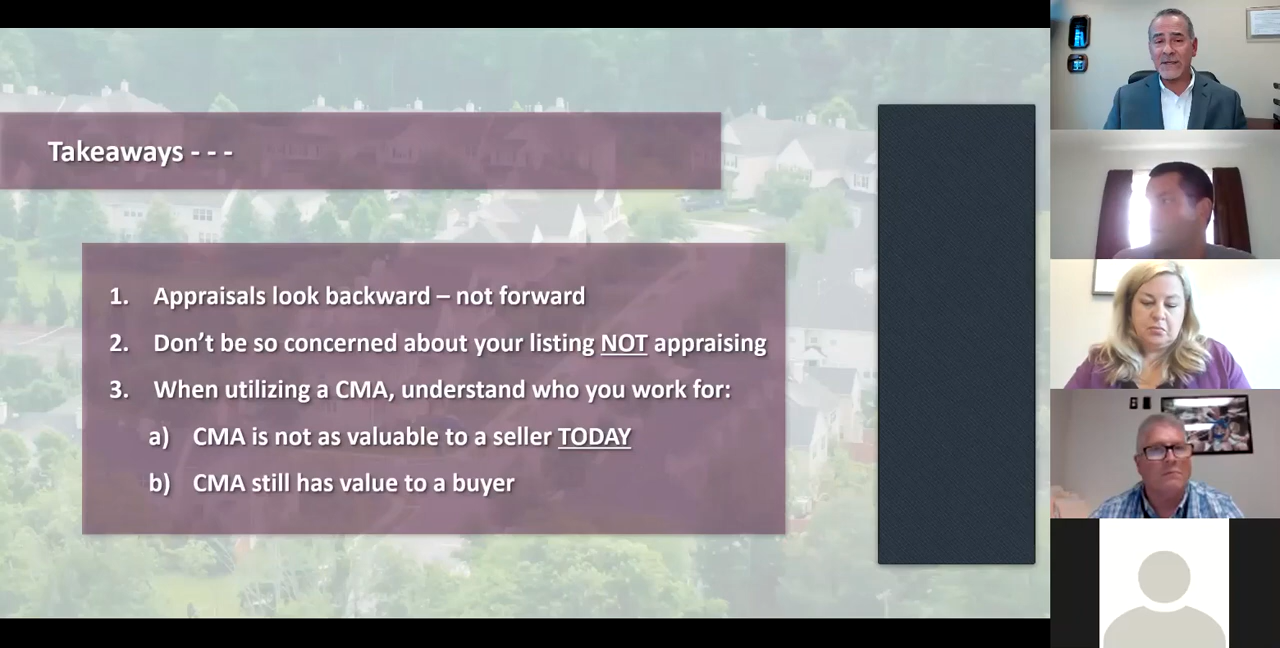 Takeaways - - -
1. Appraisals look backward – not forward
2. Don’t be so concerned about your listing NOT appraising
3. When utilizing a CMA, understand who you work for:
a) CMA is not as valuable to a seller TODAY
b) CMA still has value to a buyer